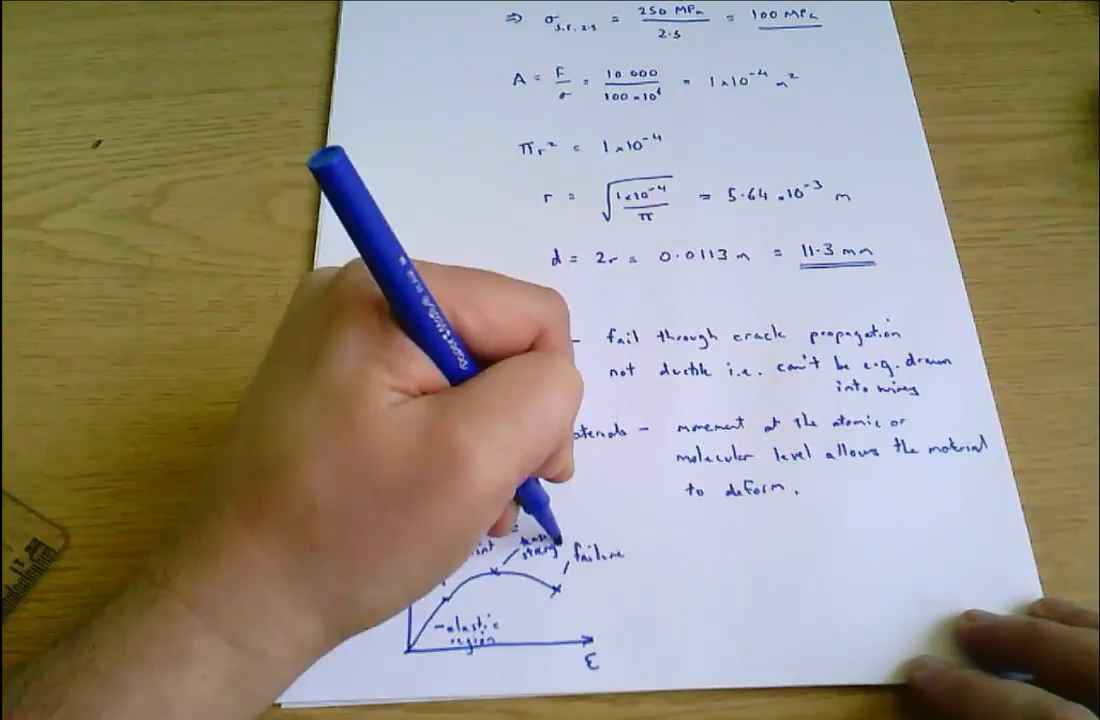 ⇒ σ s.f. 2.5 = 250 MPa / 2.5 = 100 MPa
A = F / σ = 10 000 / 100×10⁶ = 1×10⁻⁴ m²
πr² = 1×10⁻⁴
r = √(1×10⁻⁴ / π) = 5.64×10⁻³ m
d = 2r = 0.0113 m = 11.3 mm
- fail through crack propagation
not ductile i.e. can't be e.g. drawn
into wires
- movement at the atomic or
molecular level allows the material
to deform.
failure
- elastic
region
ε